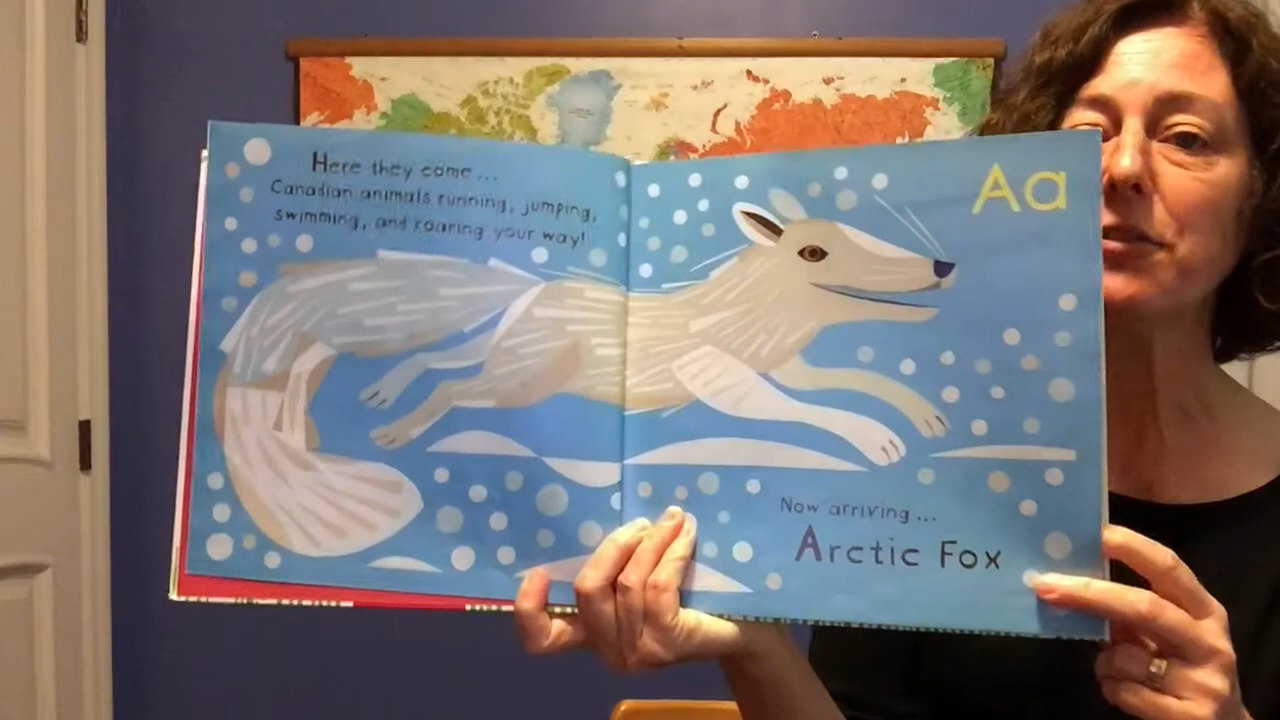 Here they come...
Canadian animals running, jumping,
swimming, and roaring your way!
Aa
Now arriving...
Arctic Fox